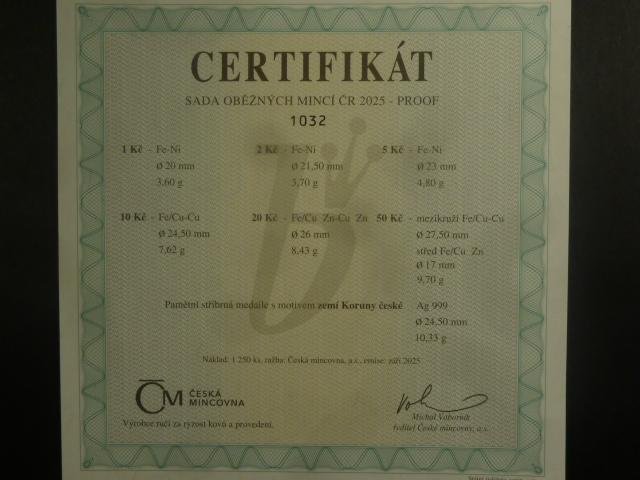 CERTIFIKÁT
SADA OBĚŽNÝCH MINCÍ ČR 2025 - PROOF
1032
1 Kč - Fe-Ni
Ø 20 mm
3,60 g
2 Kč - Fe-Ni
Ø 21,50 mm
3,70 g
5 Kč - Fe-Ni
Ø 23 mm
4,80 g
10 Kč - Fe/Cu-Cu
Ø 24,50 mm
7,62 g
20 Kč - Fe/Cu Zn-Cu Zn
Ø 26 mm
8,43 g
50 Kč - mezikruží Fe/Cu-Cu
Ø 27,50 mm
střed Fe/Cu Zn
Ø 17 mm
9,70 g
Pamětní stříbrná medaile s motivem zemí Koruny české Ag 999
Ø 24,50 mm
10,33 g
Náklad: 1 250 ks, ražba: Česká mincovna, a.s., emise: září 2025
ČM ČESKÁ
MINCOVNA
Výrobce ručí za ryzost kovů a provedení.
Michal Vaborník
ředitel České mincovny, a.s.